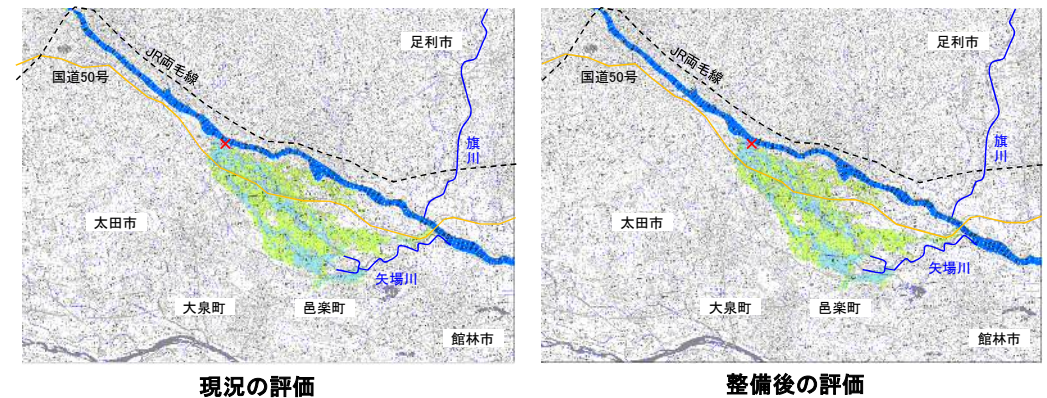 足利市
JR両毛線
国道50号
旗川
太田市
矢場川
大泉町
邑楽町
館林市
現況の評価
足利市
JR両毛線
国道50号
旗川
太田市
矢場川
大泉町
邑楽町
館林市
整備後の評価